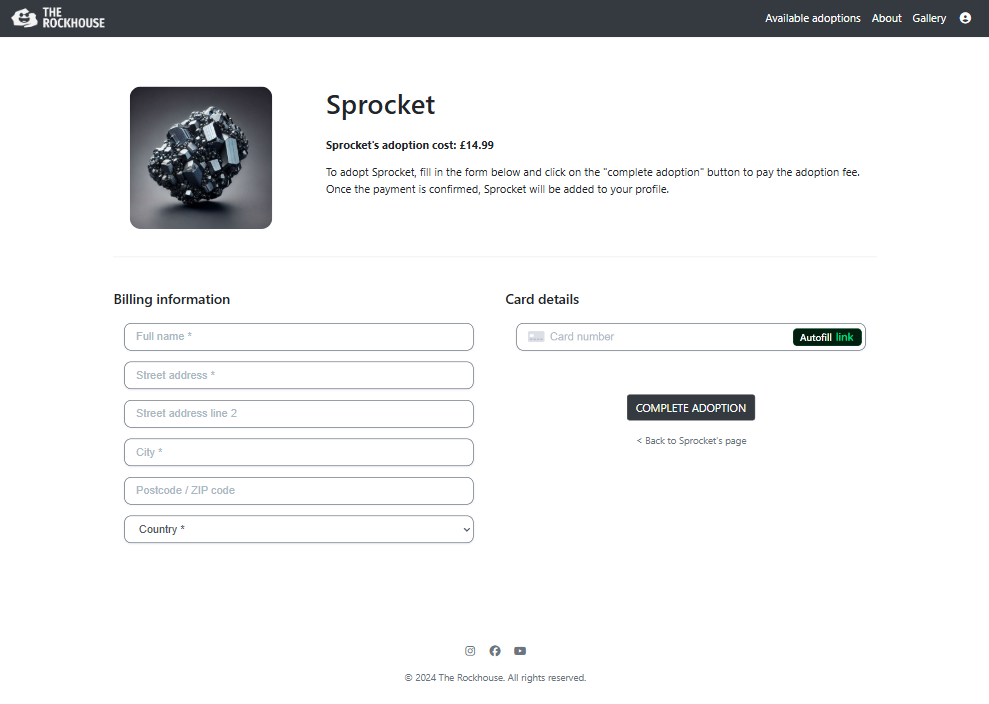 THE
ROCKHOUSE
Available adoptions
About
Gallery
Sprocket
Sprocket's adoption cost: £14.99
To adopt Sprocket, fill in the form below and click on the "complete adoption" button to pay the adoption fee.
Once the payment is confirmed, Sprocket will be added to your profile.
Billing information
Full name *
Street address *
Street address line 2
City *
Postcode / ZIP code
Country *
Card details
Card number
Autofill link
COMPLETE ADOPTION
< Back to Sprocket's page
© 2024 The Rockhouse. All rights reserved.